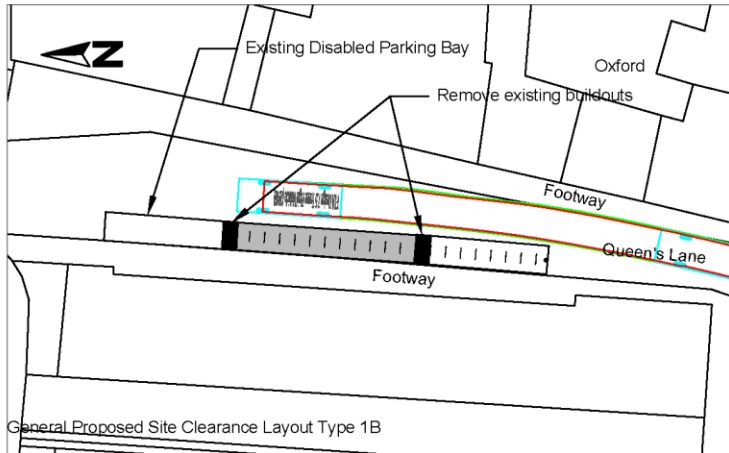 N
Existing Disabled Parking Bay
Oxford
Remove existing buildouts
Footway
Queen's Lane
Footway
General Proposed Site Clearance Layout Type 1B